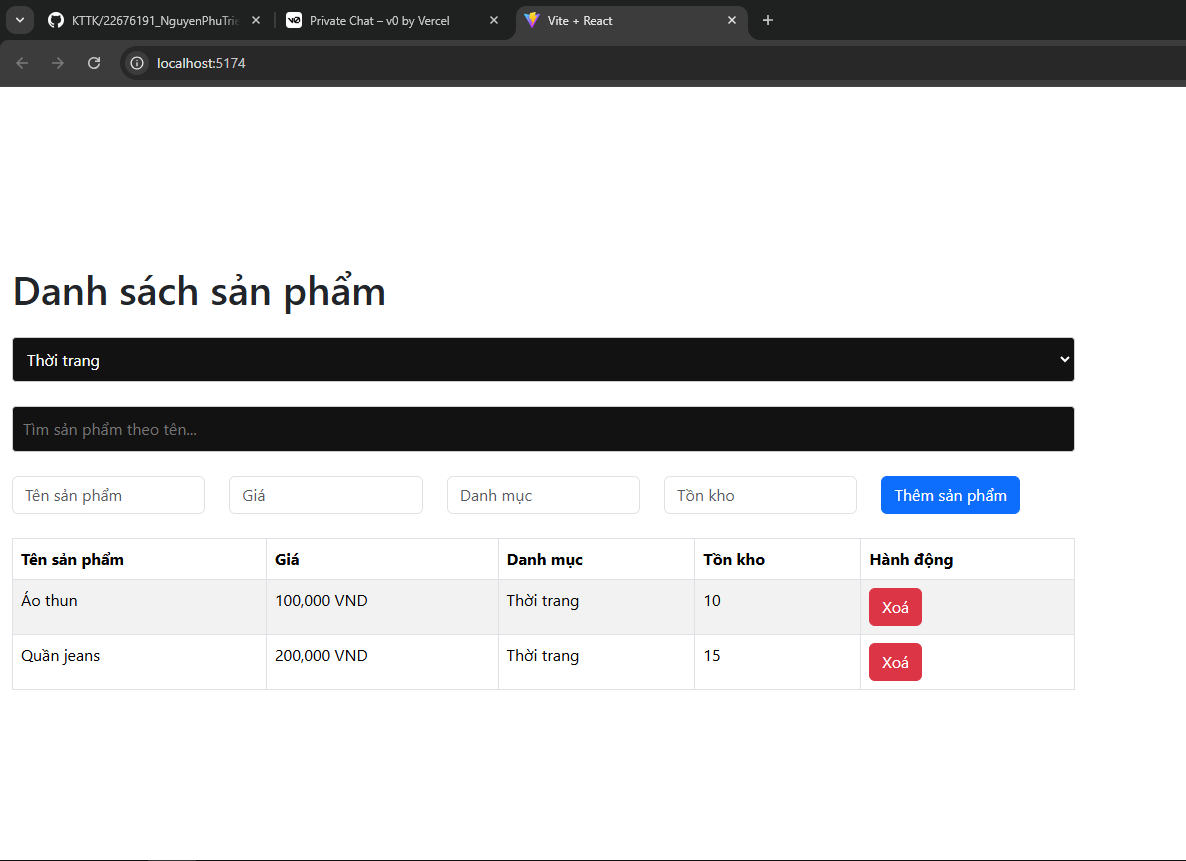 KTTK/22676191_NguyenPhuTrie
Private Chat – v0 by Vercel
Vite + React
localhost:5174
Danh sách sản phẩm
Thời trang
Tìm sản phẩm theo tên...
Tên sản phẩm Giá Danh mục Tồn kho Thêm sản phẩm
Tên sản phẩm Giá Danh mục Tồn kho Hành động
Áo thun 100,000 VND Thời trang 10 Xoá
Quần jeans 200,000 VND Thời trang 15 Xoá